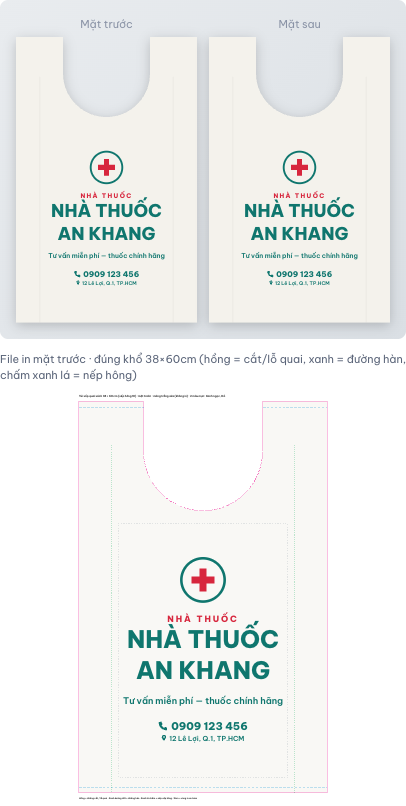 Mặt trước
Mặt sau
NHÀ THUỐC
NHÀ THUỐC
AN KHANG
Tư vấn miễn phí — thuốc chính hãng
0909 123 456
12 Lê Lợi, Q.1, TP.HCM
NHÀ THUỐC
NHÀ THUỐC
AN KHANG
Tư vấn miễn phí — thuốc chính hãng
0909 123 456
12 Lê Lợi, Q.1, TP.HCM
File in mặt trước · đúng khổ 38×60cm (hồng = cắt/lỗ quai, xanh = đường hàn,
chấm xanh lá = nếp hông)
NHÀ THUỐC
NHÀ THUỐC
AN KHANG
Tư vấn miễn phí — thuốc chính hãng
0909 123 456
12 Lê Lợi, Q.1, TP.HCM